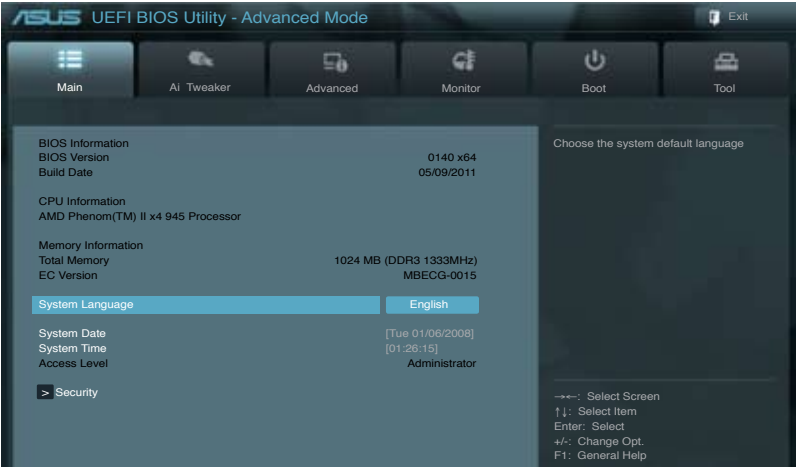 ASUS UEFI BIOS Utility - Advanced Mode
Exit
Main Ai Tweaker Advanced Monitor Boot Tool
BIOS Information
BIOS Version 0140 x64
Build Date 05/09/2011
CPU Information
AMD Phenom(TM) II x4 945 Processor
Memory Information
Total Memory 1024 MB (DDR3 1333MHz)
EC Version MBECG-0015
System Language English
System Date [Tue 01/06/2008]
System Time [01:26:15]
Access Level Administrator
> Security
Choose the system default language
→←: Select Screen
↑↓: Select Item
Enter: Select
+/-: Change Opt.
F1: General Help